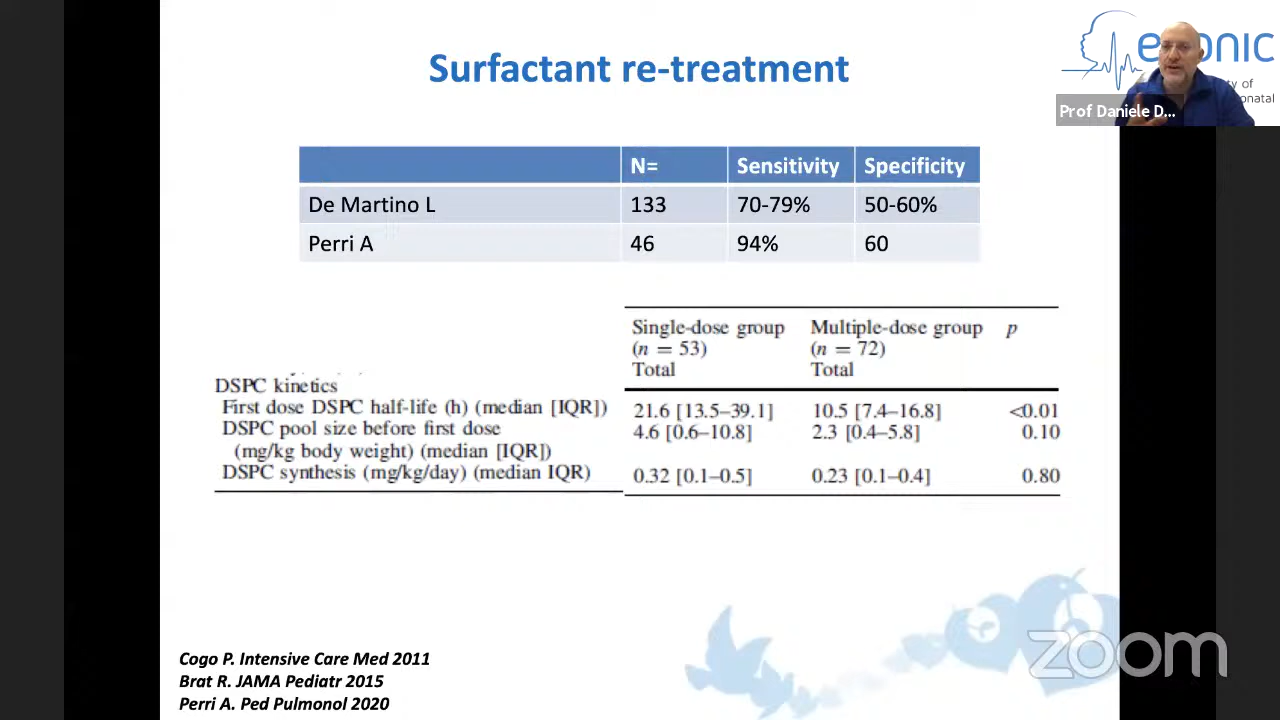 Surfactant re-treatment
Prof Daniele D...
N= Sensitivity Specificity
De Martino L 133 70-79% 50-60%
Perri A 46 94% 60
Single-dose group Multiple-dose group p
(n = 53) (n = 72)
Total Total
DSPC kinetics
First dose DSPC half-life (h) (median [IQR]) 21.6 [13.5–39.1] 10.5 [7.4–16.8] <0.01
DSPC pool size before first dose 4.6 [0.6–10.8] 2.3 [0.4–5.8] 0.10
(mg/kg body weight) (median [IQR])
DSPC synthesis (mg/kg/day) (median IQR) 0.32 [0.1–0.5] 0.23 [0.1–0.4] 0.80
Cogo P. Intensive Care Med 2011
Brat R. JAMA Pediatr 2015
Perri A. Ped Pulmonol 2020
zoom